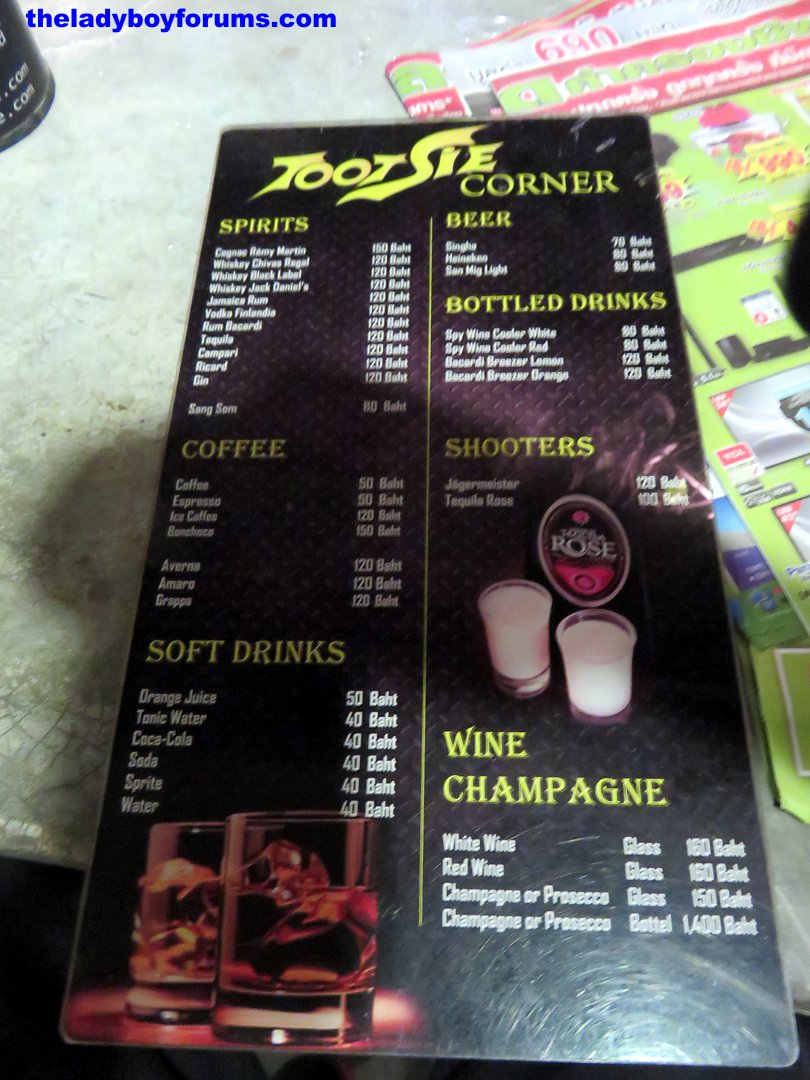 theladyboyforums.com
TOOTSIE
CORNER
SPIRITS
Cognac Remy Martin 150 Baht
Whiskey Chivas Regal 120 Baht
Whiskey Black Label 120 Baht
Whiskey Jack Daniel's 120 Baht
Jamaica Rum 120 Baht
Vodka Finlandia 120 Baht
Rum Bacardi 120 Baht
Tequila 120 Baht
Campari 120 Baht
Ricard 120 Baht
Gin 120 Baht
Sang Som 80 Baht
COFFEE
Coffee 50 Baht
Espresso 50 Baht
Ice Coffee 120 Baht
150 Baht
Averna 120 Baht
Amaro 120 Baht
Grappa 120 Baht
SOFT DRINKS
Orange Juice 50 Baht
Tonic Water 40 Baht
Coca-Cola 40 Baht
Soda 40 Baht
Sprite 40 Baht
Water 40 Baht
BEER
Singha 70 Baht
Heineken 80 Baht
San Mig Light 80 Baht
BOTTLED DRINKS
Spy Wine Cooler White 80 Baht
Spy Wine Cooler Red 80 Baht
Bacardi Breezer Lemon 120 Baht
Bacardi Breezer Orange 120 Baht
SHOOTERS
Jägermeister 120 Baht
Tequila Rose 100 Baht
ROSE
WINE
CHAMPAGNE
White Wine Glass 160 Baht
Red Wine Glass 160 Baht
Champagne or Prosecco Glass 150 Baht
Champagne or Prosecco Bottel 1,400 Baht
690